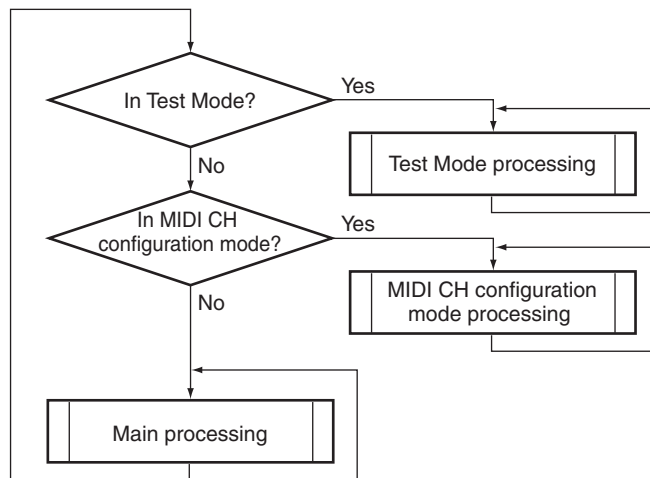 In Test Mode?
Yes
No
Test Mode processing
In MIDI CH
configuration mode?
Yes
No
MIDI CH configuration
mode processing
Main processing